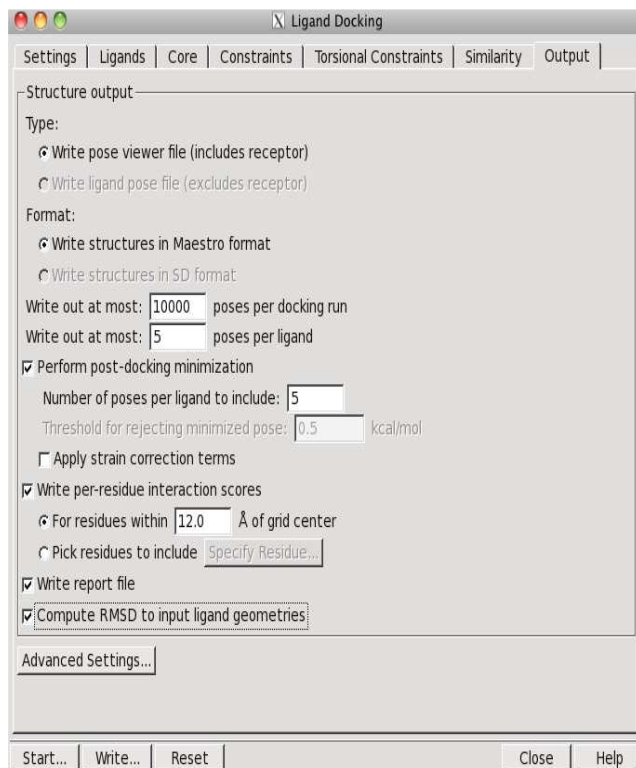 X Ligand Docking
Settings Ligands Core Constraints Torsional Constraints Similarity Output
Structure output
Type:
Write pose viewer file (includes receptor)
Write ligand pose file (excludes receptor)
Format:
Write structures in Maestro format
Write structures in SD format
Write out at most: 10000 poses per docking run
Write out at most: 5 poses per ligand
Perform post-docking minimization
Number of poses per ligand to include: 5
Threshold for rejecting minimized pose: 0.5 kcal/mol
Apply strain correction terms
Write per-residue interaction scores
For residues within 12.0 Å of grid center
Pick residues to include Specify Residue...
Write report file
Compute RMSD to input ligand geometries
Advanced Settings...
Start... Write... Reset Close Help